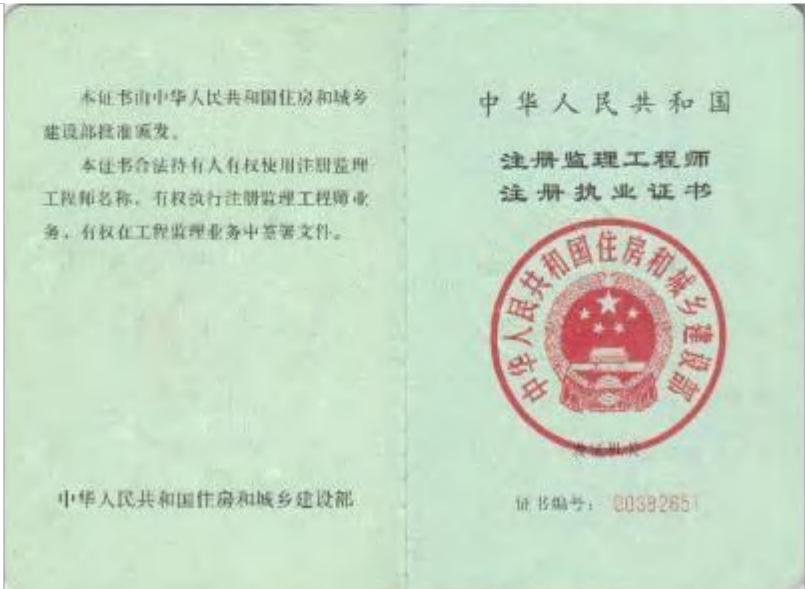 本证书由中华人民共和国住房和城乡
建设部批准颁发。
本证书合法持有人有权使用注册监理
工程师名称，有权执行注册监理工程师业
务，有权在工程监理业务中签署文件。
中华人民共和国住房和城乡建设部
中华人民共和国
注册监理工程师
注册执业证书
中华人民共和国住房和城乡建设部
发证机关
证书编号：00392651